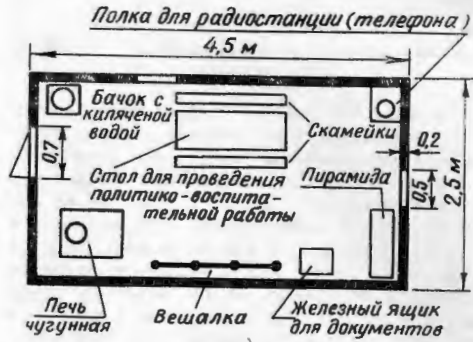 Полка для радиостанции (телефона)
4,5 м
Бачок с
кипяченой
водой
Скамейки
0,7
0,2
Стол для проведения
политико-воспита-
тельной работы
Пирамида
0,5
2,5м
Печь
чугунная
Вешалка
Железный ящик
для документов